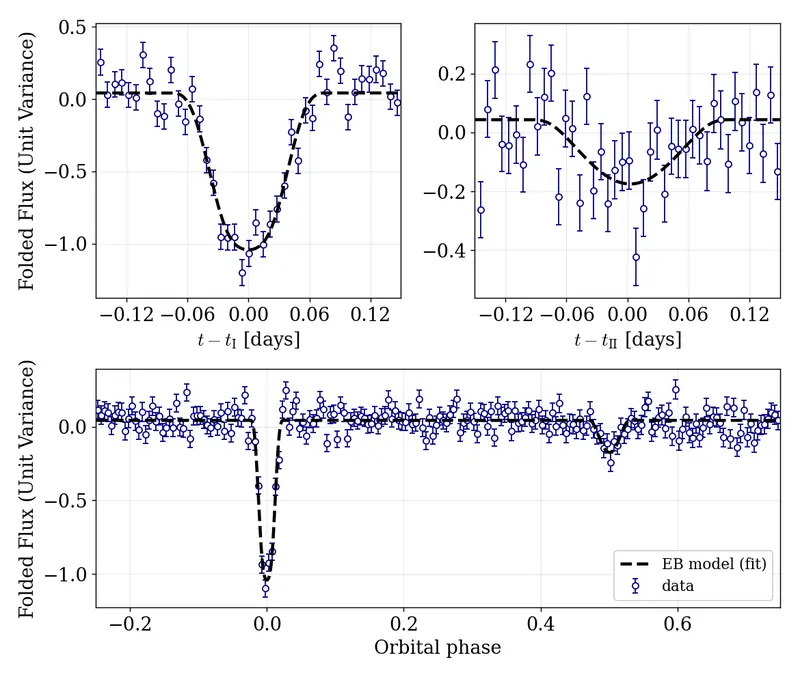 Folded Flux (Unit Variance)
0.5
0.0
−0.5
−1.0
−0.12 −0.06 0.00 0.06 0.12
t − tI [days]
0.2
0.0
−0.2
−0.4
−0.12 −0.06 0.00 0.06 0.12
t − tII [days]
Folded Flux (Unit Variance)
0.0
−0.5
−1.0
EB model (fit)
data
−0.2 0.0 0.2 0.4 0.6
Orbital phase